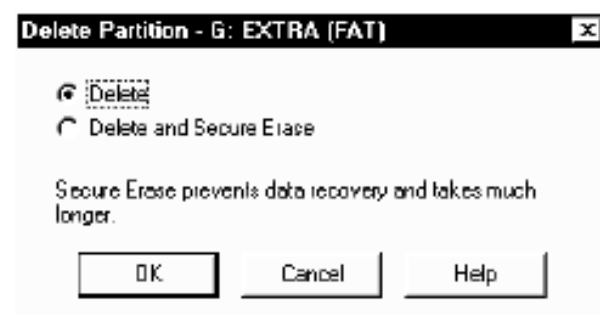 Delete Partition - G: EXTRA (FAT)
Delete
Delete and Secure Erase
Secure Erase prevents data recovery and takes much
longer.
OK Cancel Help